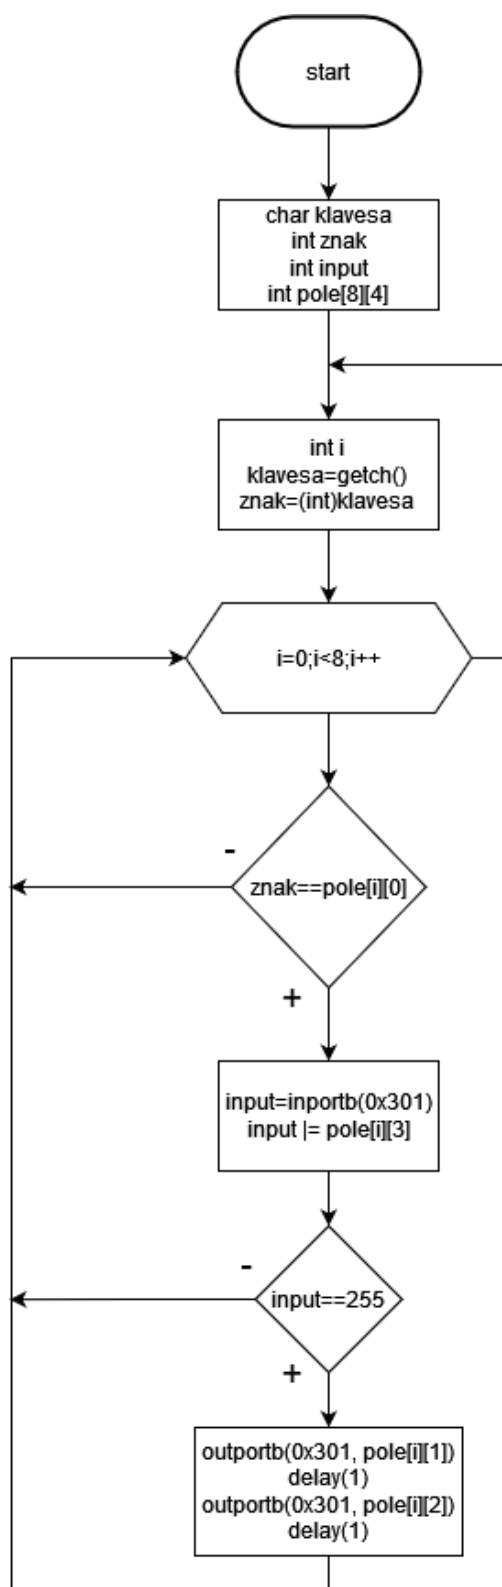 start
char klavesa
int znak
int input
int pole[8][4]
int i
klavesa=getch()
znak=(int)klavesa
i=0;i<8;i++
-
znak==pole[i][0]
+
input=inportb(0x301)
input |= pole[i][3]
-
input==255
+
outportb(0x301, pole[i][1])
delay(1)
outportb(0x301, pole[i][2])
delay(1)